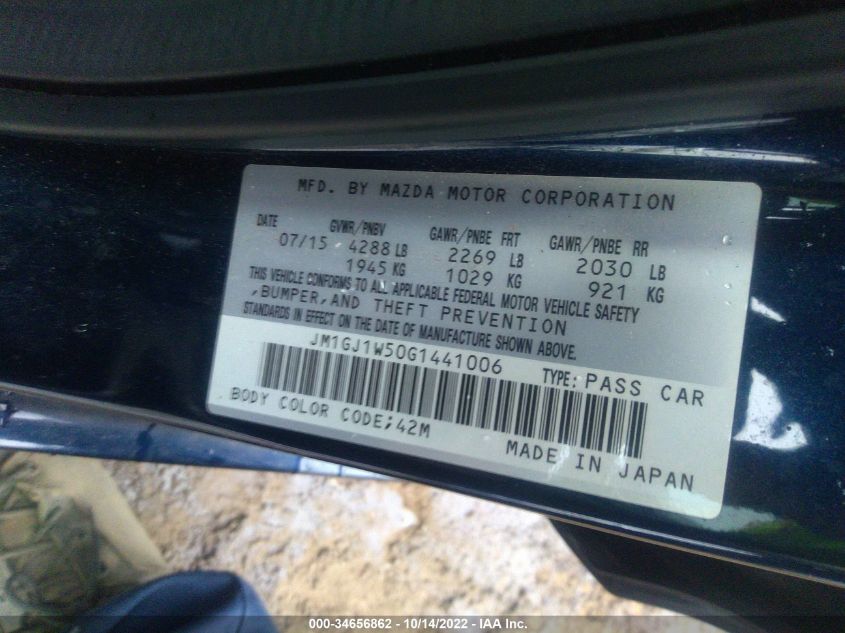 MFD. BY MAZDA MOTOR CORPORATION
DATE GVWR/PNBV GAWR/PNBE FRT GAWR/PNBE RR
07/15 4288 LB 2269 LB 2030 LB
1945 KG 1029 KG 921 KG
THIS VEHICLE CONFORMS TO ALL APPLICABLE FEDERAL MOTOR VEHICLE SAFETY
,BUMPER,AND THEFT PREVENTION
STANDARDS IN EFFECT ON THE DATE OF MANUFACTURE SHOWN ABOVE.
JM1GJ1W50G1441006 TYPE: PASS CAR
BODY COLOR CODE;42M
MADE IN JAPAN
000-34656862 - 10/14/2022 - IAA Inc.